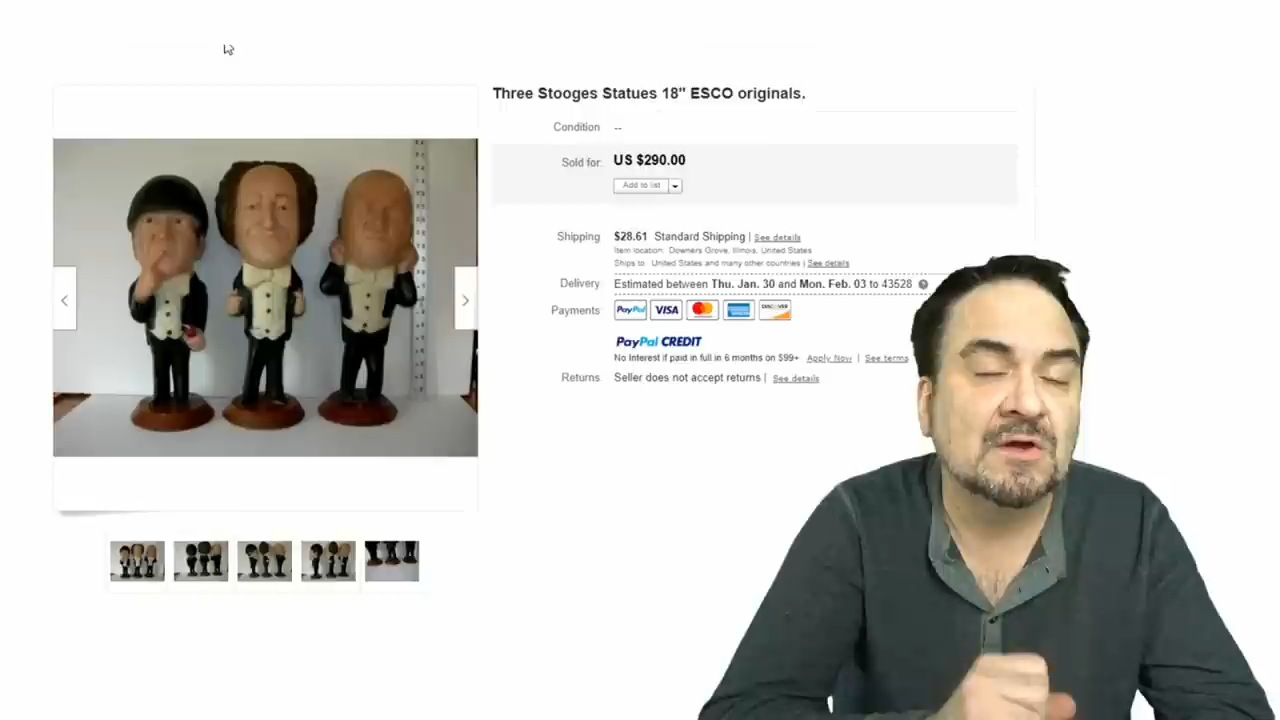 Three Stooges Statues 18" ESCO originals.
Condition --
Sold for: US $290.00
Add to list
Shipping $28.61 Standard Shipping | See details
Item location: Downers Grove, Illinois, United States
Ships to: United States and many other countries | See details
Delivery Estimated between Thu. Jan. 30 and Mon. Feb. 03 to 43528
Payments PayPal VISA MasterCard DISCOVER
PayPal CREDIT
No Interest if paid in full in 6 months on $99+ Apply Now | See terms
Returns Seller does not accept returns | See details